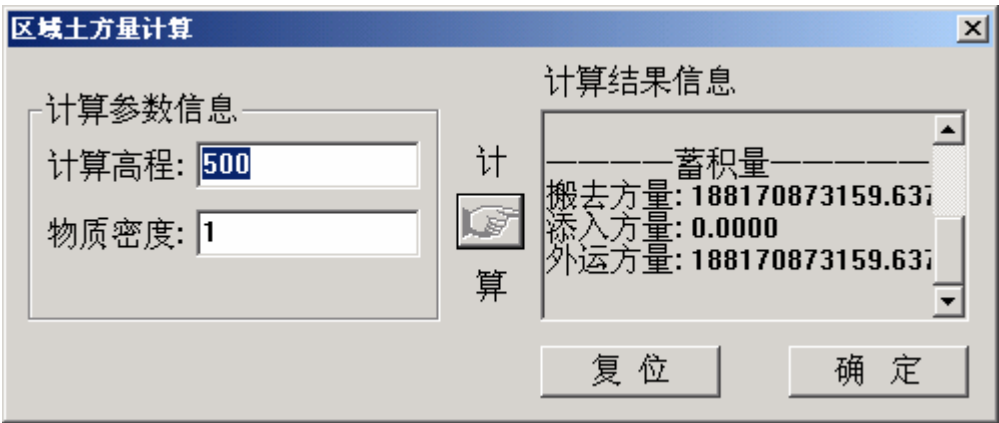 区域土方量计算
计算参数信息
计算高程: 500
物质密度: 1
计
算
计算结果信息
——————蓄积量——————
搬去方量: 188170873159.637
添入方量: 0.0000
外运方量: 188170873159.637
复 位
确 定